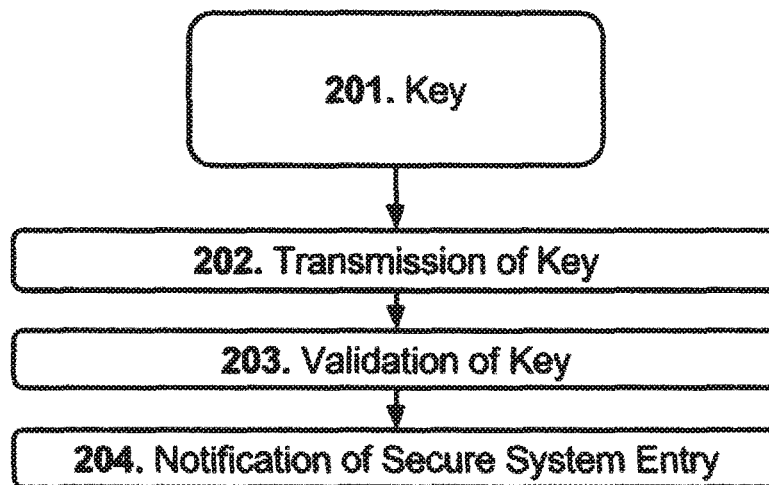 201. Key
202. Transmission of Key
203. Validation of Key
204. Notification of Secure System Entry